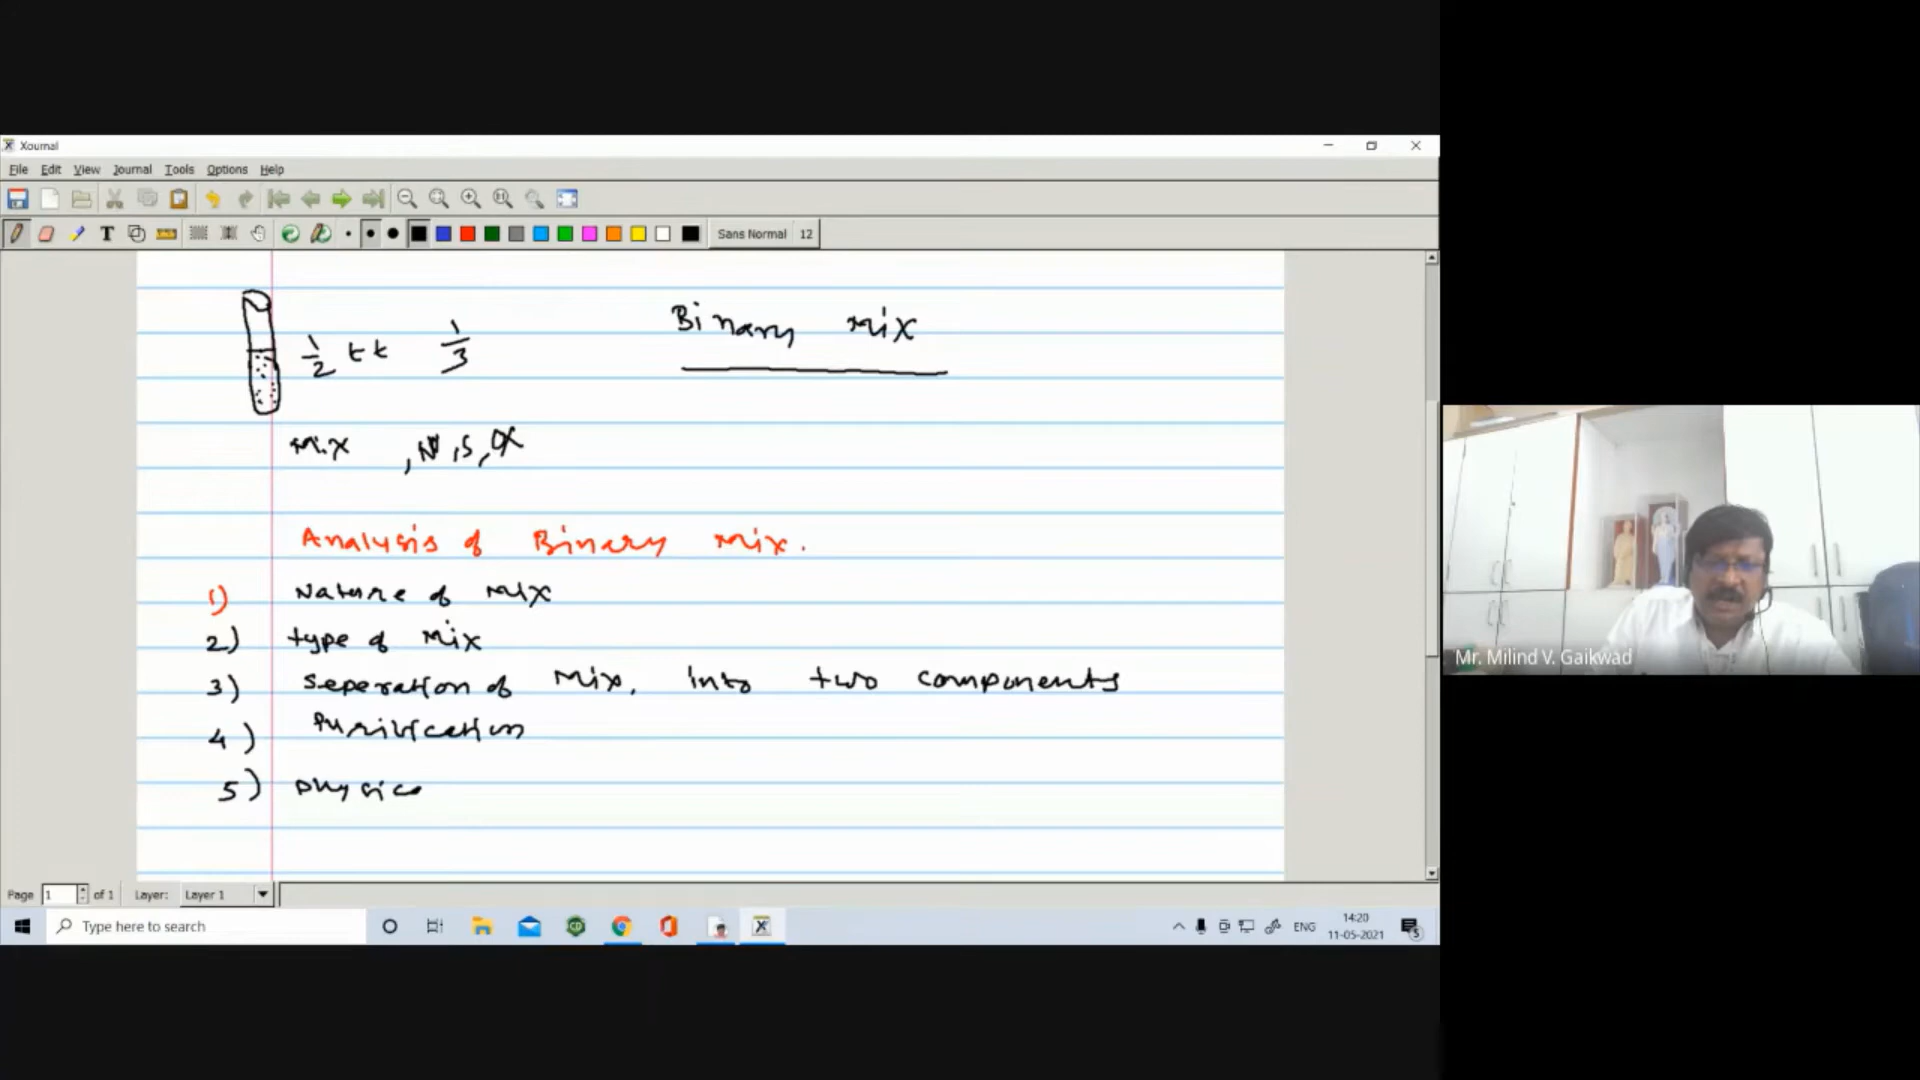 Xournal
File Edit View Journal Tools Options Help
Sans Normal 12
Binary mix
1/2 tt 1/3
Mix , N, S, X
Analysis of Binary Mix.
1) Nature of Mix
2) type of Mix
3) Seperation of Mix. into two components
4) Purification
5) physica
Mr. Milind V. Gaikwad
Page 1 of 1 Layer: Layer 1
Type here to search
ENG
14:20
11-05-2021
5